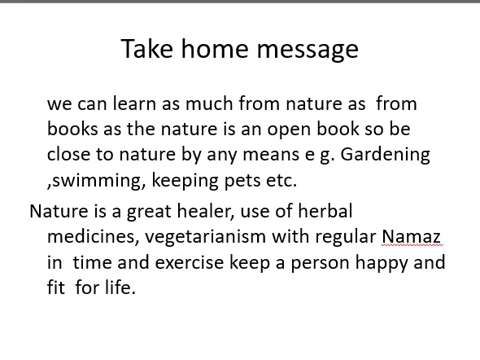 Take home message
we can learn as much from nature as  from
books as the nature is an open book so be
close to nature by any means e g. Gardening
,swimming, keeping pets etc.
Nature is a great healer, use of herbal
medicines, vegetarianism with regular Namaz
in  time and exercise keep a person happy and
fit  for life.